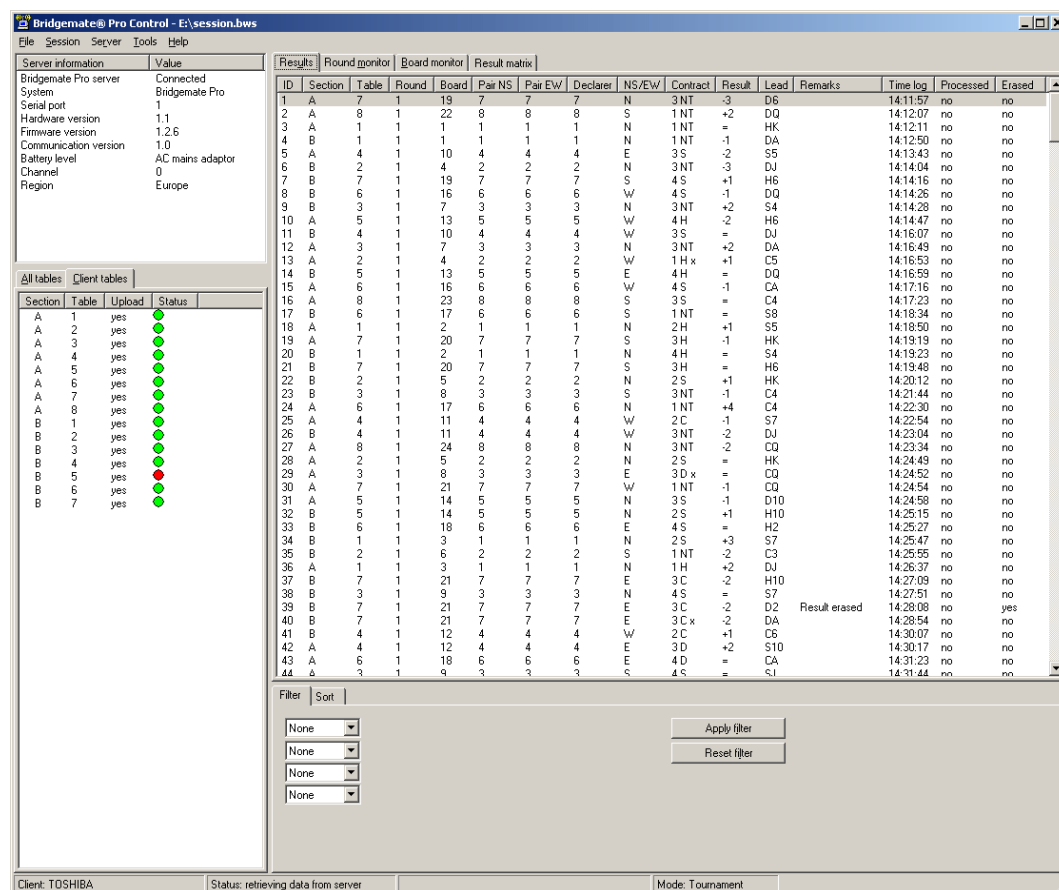 Bridgemate® Pro Control - E:\session.bws
File Session Server Tools Help
Server information Value
Bridgemate Pro server Connected
System Bridgemate Pro
Serial port 1
Hardware version 1.1
Firmware version 1.2.6
Communication version 1.0
Battery level AC mains adaptor
Channel 0
Region Europe
All tables Client tables
Section Table Upload Status
A 1 yes
A 2 yes
A 3 yes
A 4 yes
A 5 yes
A 6 yes
A 7 yes
A 8 yes
B 1 yes
B 2 yes
B 3 yes
B 4 yes
B 5 yes
B 6 yes
B 7 yes
Results Round monitor Board monitor Result matrix
ID Section Table Round Board Pair NS Pair EW Declarer NS/EW Contract Result Lead Remarks Time log Processed Erased
1 A 7 1 19 7 7 7 N 3 NT -3 D6 14:11:57 no no
2 A 8 1 22 8 8 8 S 1 NT +2 DQ 14:12:07 no no
3 A 1 1 1 1 1 1 N 1 NT = HK 14:12:11 no no
4 B 1 1 1 1 1 1 N 1 NT -1 DA 14:12:50 no no
5 A 4 1 10 4 4 4 E 3 S -2 S5 14:13:43 no no
6 B 2 1 4 2 2 2 N 3 NT -3 DJ 14:14:04 no no
7 B 7 1 19 7 7 7 S 4 S +1 H6 14:14:16 no no
8 B 6 1 16 6 6 6 W 4 S -1 DQ 14:14:26 no no
9 B 3 1 7 3 3 3 N 3 NT +2 S4 14:14:28 no no
10 A 5 1 13 5 5 5 W 4 H -2 H6 14:14:47 no no
11 B 4 1 10 4 4 4 W 3 S = DJ 14:16:07 no no
12 A 3 1 7 3 3 3 N 3 NT +2 DA 14:16:49 no no
13 A 2 1 4 2 2 2 W 1 H x +1 C5 14:16:53 no no
14 B 5 1 13 5 5 5 E 4 H = DQ 14:16:59 no no
15 A 6 1 16 6 6 6 W 4 S -1 CA 14:17:16 no no
16 A 8 1 23 8 8 8 S 3 S = C4 14:17:23 no no
17 B 6 1 17 6 6 6 S 1 NT = S8 14:18:34 no no
18 A 1 1 2 1 1 1 N 2 H +1 S5 14:18:50 no no
19 A 7 1 20 7 7 7 S 3 H -1 HK 14:19:19 no no
20 B 1 1 2 1 1 1 N 4 H = S4 14:19:23 no no
21 B 7 1 20 7 7 7 S 3 H = H6 14:19:48 no no
22 B 2 1 5 2 2 2 N 2 S +1 HK 14:20:12 no no
23 B 3 1 8 3 3 3 S 3 NT -1 C4 14:21:44 no no
24 A 6 1 17 6 6 6 N 1 NT +4 C4 14:22:30 no no
25 A 4 1 11 4 4 4 W 2 C -1 S7 14:22:54 no no
26 B 4 1 11 4 4 4 W 3 NT -2 DJ 14:23:04 no no
27 A 8 1 24 8 8 8 N 3 NT -2 CQ 14:23:34 no no
28 A 2 1 5 2 2 2 N 2 S = HK 14:24:49 no no
29 A 3 1 8 3 3 3 E 3 D x = CQ 14:24:52 no no
30 A 7 1 21 7 7 7 W 1 NT -1 CQ 14:24:54 no no
31 A 5 1 14 5 5 5 N 3 S -1 D10 14:24:58 no no
32 B 5 1 14 5 5 5 N 2 S +1 H10 14:25:15 no no
33 B 6 1 18 6 6 6 E 4 S = H2 14:25:27 no no
34 B 1 1 3 1 1 1 N 2 S +3 S7 14:25:47 no no
35 B 2 1 6 2 2 2 S 1 NT -2 C3 14:25:55 no no
36 A 1 1 3 1 1 1 N 1 H +2 DJ 14:26:37 no no
37 B 7 1 21 7 7 7 E 3 C -2 H10 14:27:09 no no
38 B 3 1 9 3 3 3 N 4 S = S7 14:27:51 no no
39 B 7 1 21 7 7 7 E 3 C -2 D2 Result erased 14:28:08 no yes
40 B 7 1 21 7 7 7 E 3 C x -2 DA 14:28:54 no no
41 B 4 1 12 4 4 4 W 2 C +1 C6 14:30:07 no no
42 A 4 1 12 4 4 4 E 3 D +2 S10 14:30:17 no no
43 A 6 1 18 6 6 6 E 4 D = CA 14:31:23 no no
44 A 3 1 9 3 3 3 S 4 S = SJ 14:31:44 no no
Filter Sort
None
None
None
None
Apply filter
Reset filter
Client: TOSHIBA Status: retrieving data from server Mode: Tournament